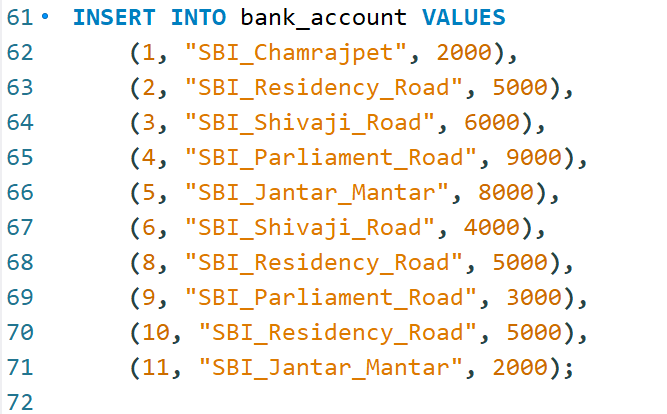 61 INSERT INTO bank_account VALUES
62 (1, "SBI_Chamrajpet", 2000),
63 (2, "SBI_Residency_Road", 5000),
64 (3, "SBI_Shivaji_Road", 6000),
65 (4, "SBI_Parliament_Road", 9000),
66 (5, "SBI_Jantar_Mantar", 8000),
67 (6, "SBI_Shivaji_Road", 4000),
68 (8, "SBI_Residency_Road", 5000),
69 (9, "SBI_Parliament_Road", 3000),
70 (10, "SBI_Residency_Road", 5000),
71 (11, "SBI_Jantar_Mantar", 2000);
72